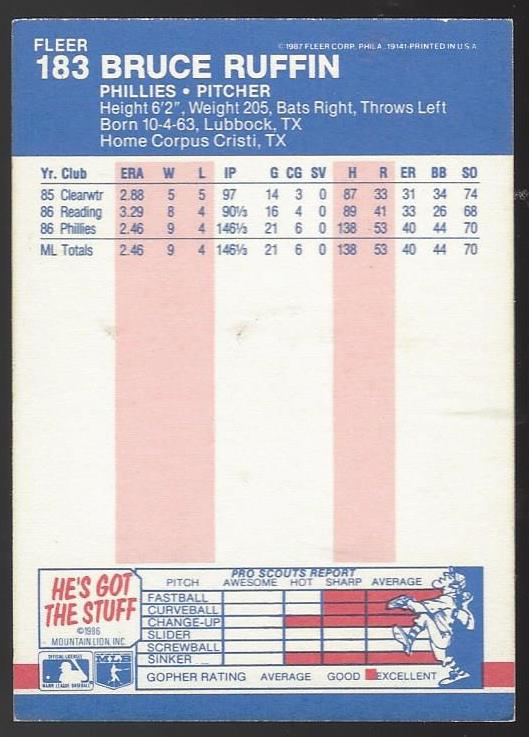 FLEER
©1987 FLEER CORP. PHILA. 19141-PRINTED IN U S A
183 BRUCE RUFFIN
PHILLIES • PITCHER
Height 6'2", Weight 205, Bats Right, Throws Left
Born 10-4-63, Lubbock, TX
Home Corpus Cristi, TX
Yr. Club ERA W L IP G CG SV H R ER BB SO
85 Clearwtr 2.88 5 5 97 14 3 0 87 33 31 34 74
86 Reading 3.29 8 4 90⅓ 16 4 0 89 41 33 26 68
86 Phillies 2.46 9 4 146⅓ 21 6 0 138 53 40 44 70
ML Totals 2.46 9 4 146⅓ 21 6 0 138 53 40 44 70
HE'S GOT
THE STUFF
©1986
MOUNTAIN LION, INC.
PRO SCOUTS REPORT
PITCH AWESOME HOT SHARP AVERAGE
FASTBALL
CURVEBALL
CHANGE-UP
SLIDER
SCREWBALL
SINKER
GOPHER RATING AVERAGE GOOD EXCELLENT
OFFICIAL LICENSEE
MAJOR LEAGUE BASEBALL
MLB